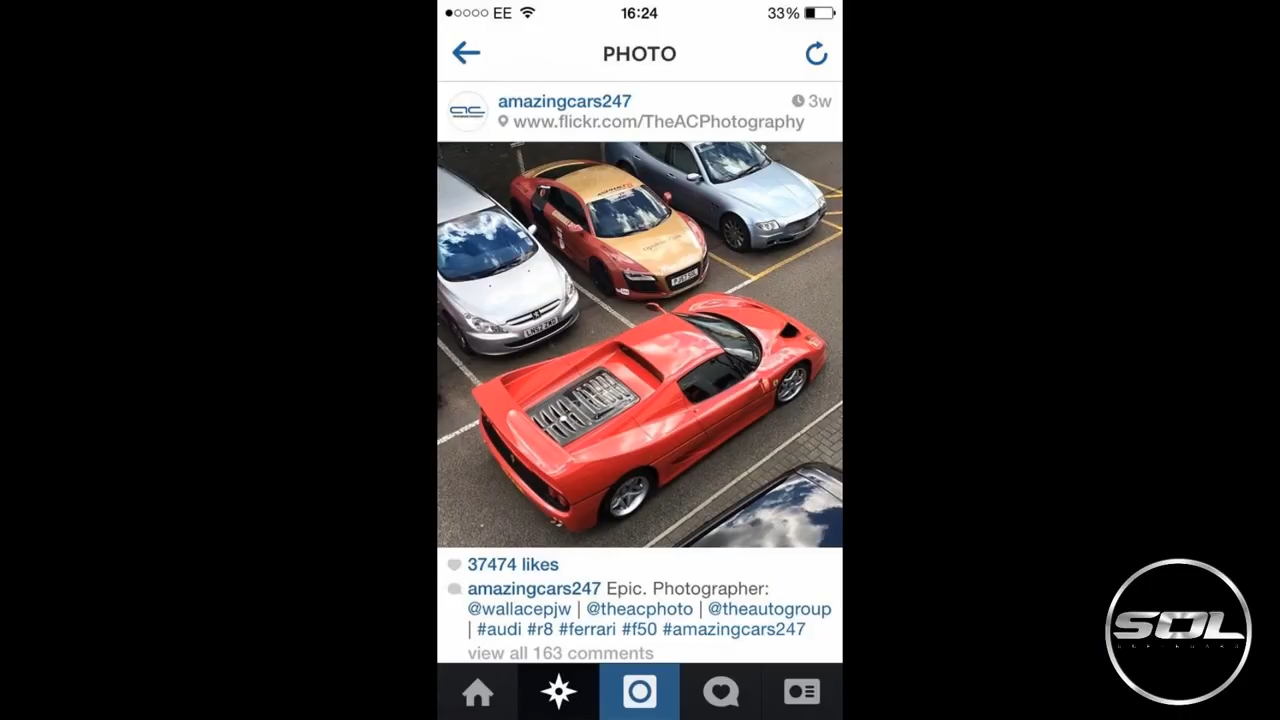 EE 16:24 33%
PHOTO
amazingcars247 3w
www.flickr.com/TheACPhotography
37474 likes
amazingcars247 Epic. Photographer:
@wallacepjw | @theacphoto | @theautogroup
| #audi #r8 #ferrari #f50 #amazingcars247
view all 163 comments
SOL